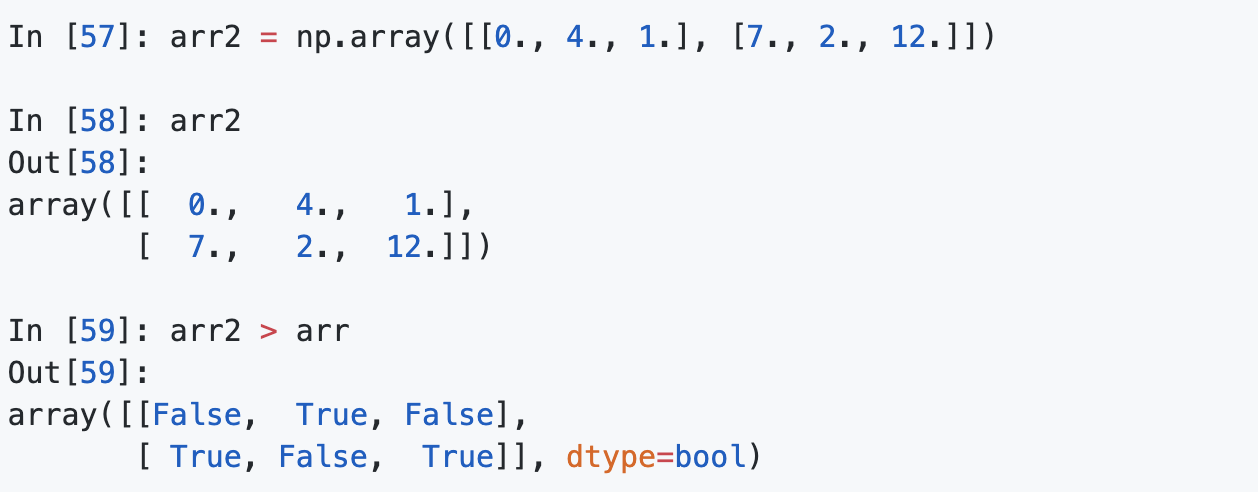 In [57]: arr2 = np.array([[0., 4., 1.], [7., 2., 12.]])
In [58]: arr2
Out[58]:
array([[  0.,   4.,   1.],
       [  7.,   2.,  12.]])
In [59]: arr2 > arr
Out[59]:
array([[False,  True, False],
       [ True, False,  True]], dtype=bool)